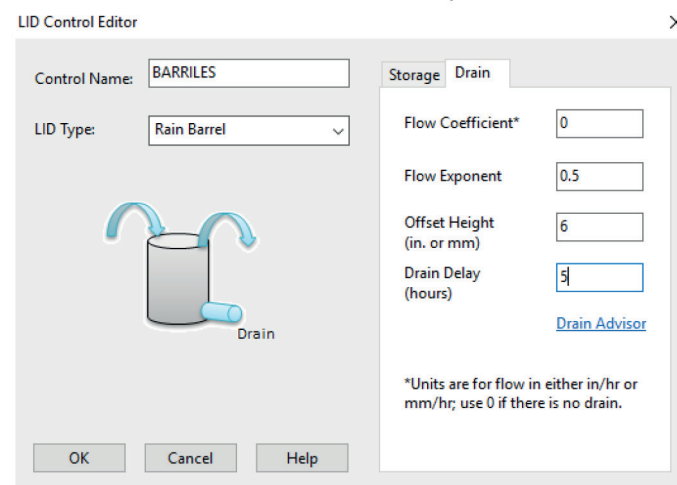 LID Control Editor
Control Name: BARRILES
LID Type: Rain Barrel
Drain
OK Cancel Help
Storage Drain
Flow Coefficient* 0
Flow Exponent 0.5
Offset Height
(in. or mm) 6
Drain Delay
(hours) 5
Drain Advisor
*Units are for flow in either in/hr or
mm/hr; use 0 if there is no drain.